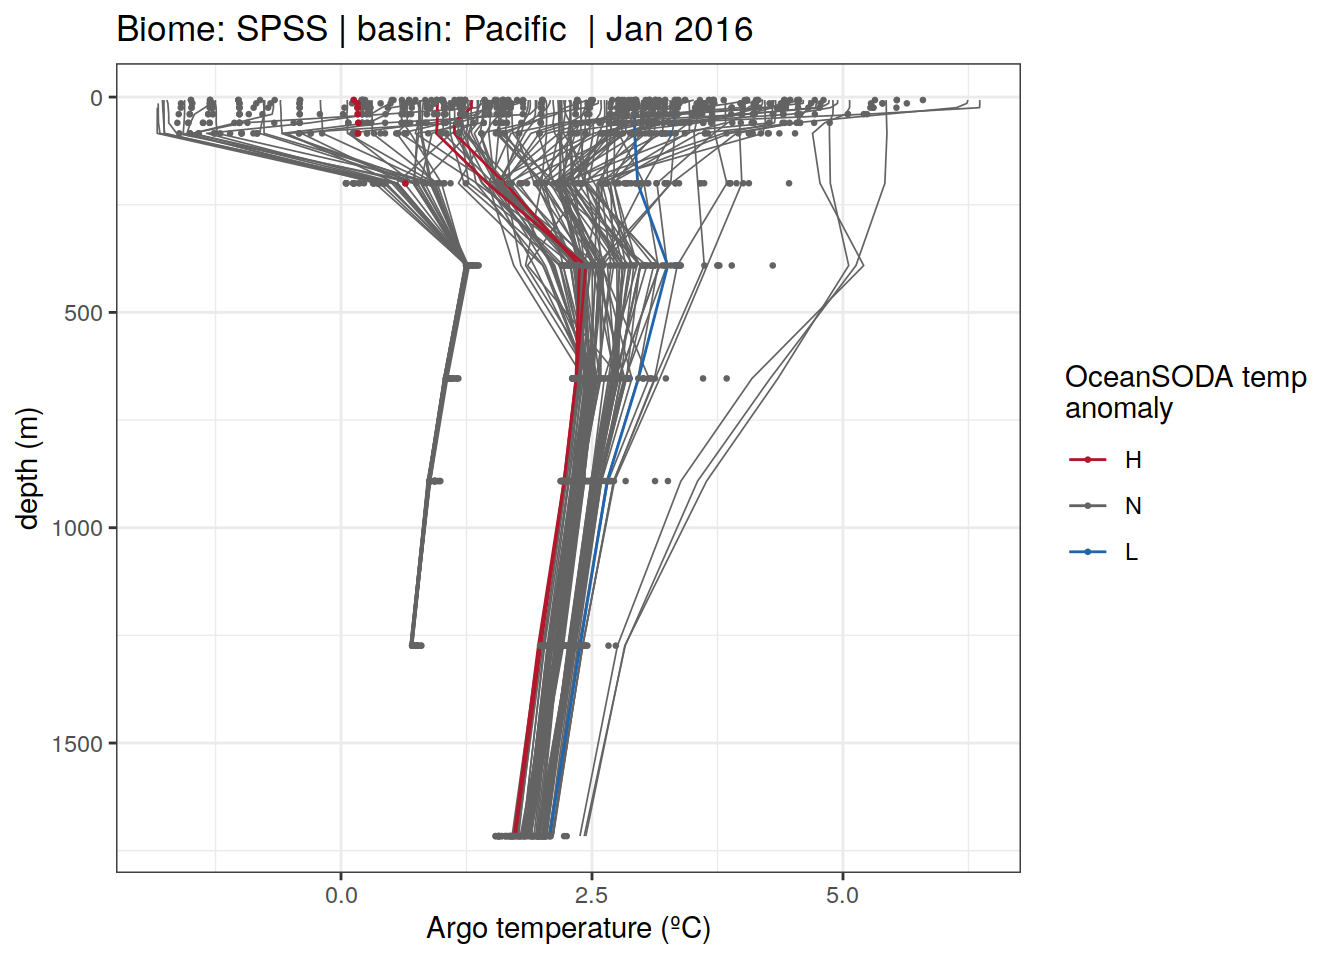 Biome: SPSS | basin: Pacific  | Jan 2016
0
500
1000
1500
depth (m)
0.0
2.5
5.0
Argo temperature (ºC)
OceanSODA temp
anomaly
H
N
L